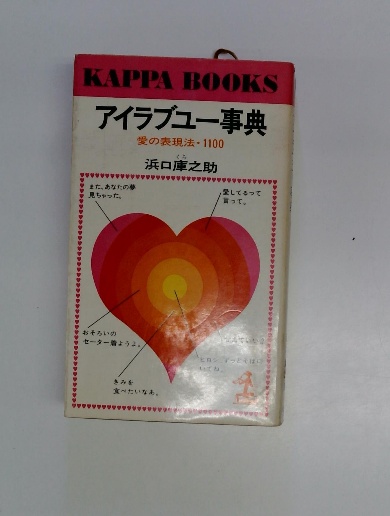 KAPPA BOOKS
アイラブユー事典
愛の表現法・1100
浜口庫之助
また、あなたの夢
見ちゃった。
愛してるって
言って。
おそろいの
セーター着ようよ。
きみを
食べたいなあ。